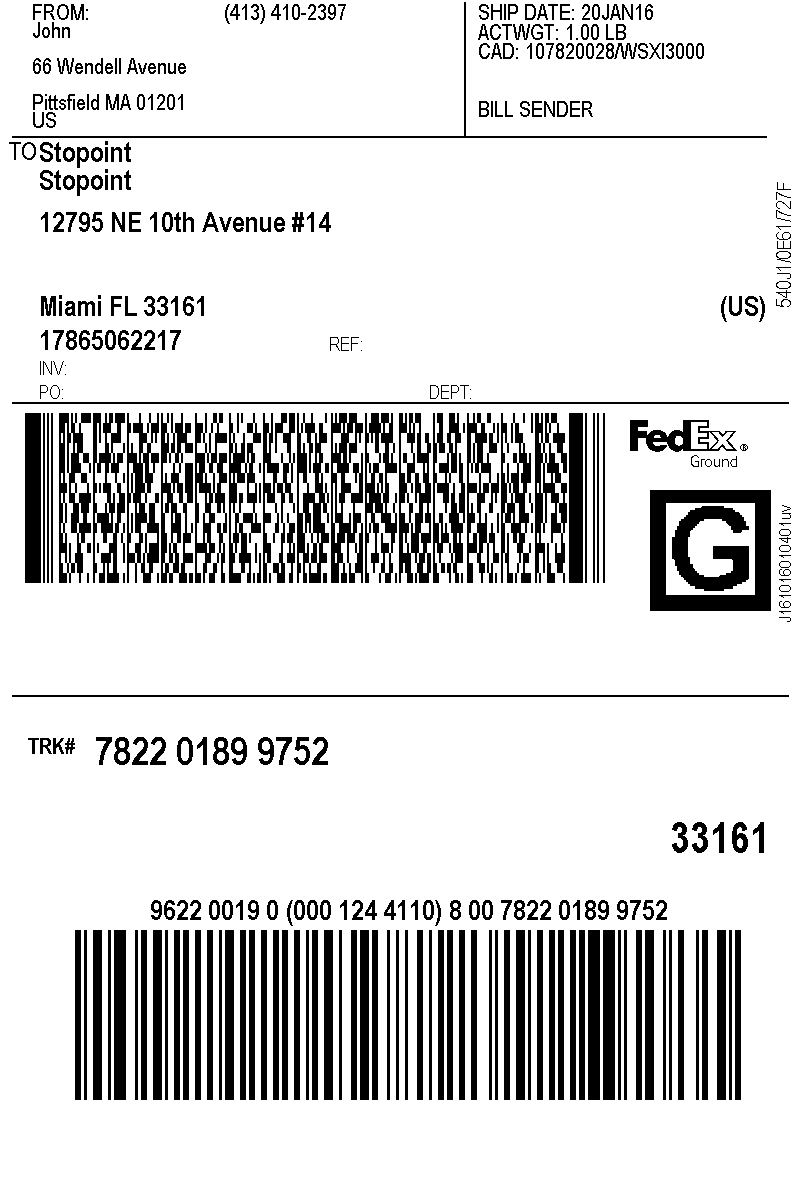 FROM: (413) 410-2397
John
66 Wendell Avenue
Pittsfield MA 01201
US
SHIP DATE: 20JAN16
ACTWGT: 1.00 LB
CAD: 107820028/WSXI3000
BILL SENDER
TO Stopoint
Stopoint
12795 NE 10th Avenue #14
Miami FL 33161 (US)
17865062217 REF:
INV:
PO: DEPT:
540J1/0E61/727F
FedEx®
Ground
G
J161016010401uv
TRK# 7822 0189 9752
33161
9622 0019 0 (000 124 4110) 8 00 7822 0189 9752